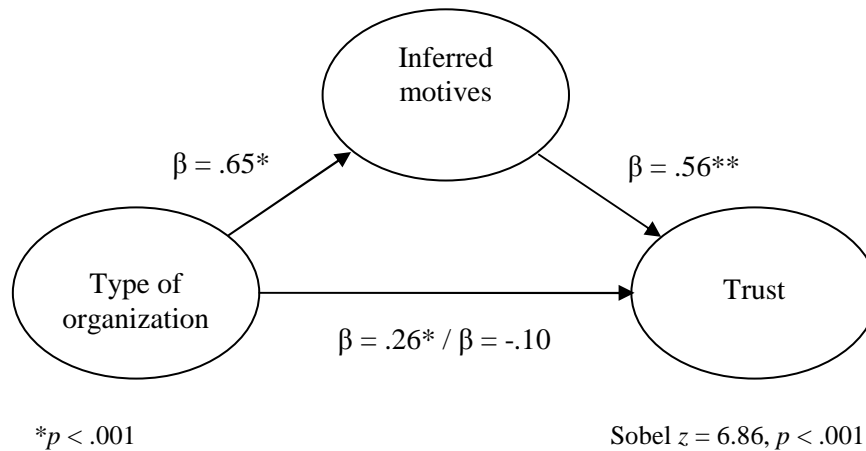 Inferred
motives
β = .65*
β = .56**
Type of
organization
Trust
β = .26* / β = -.10
*p < .001
Sobel z = 6.86, p < .001